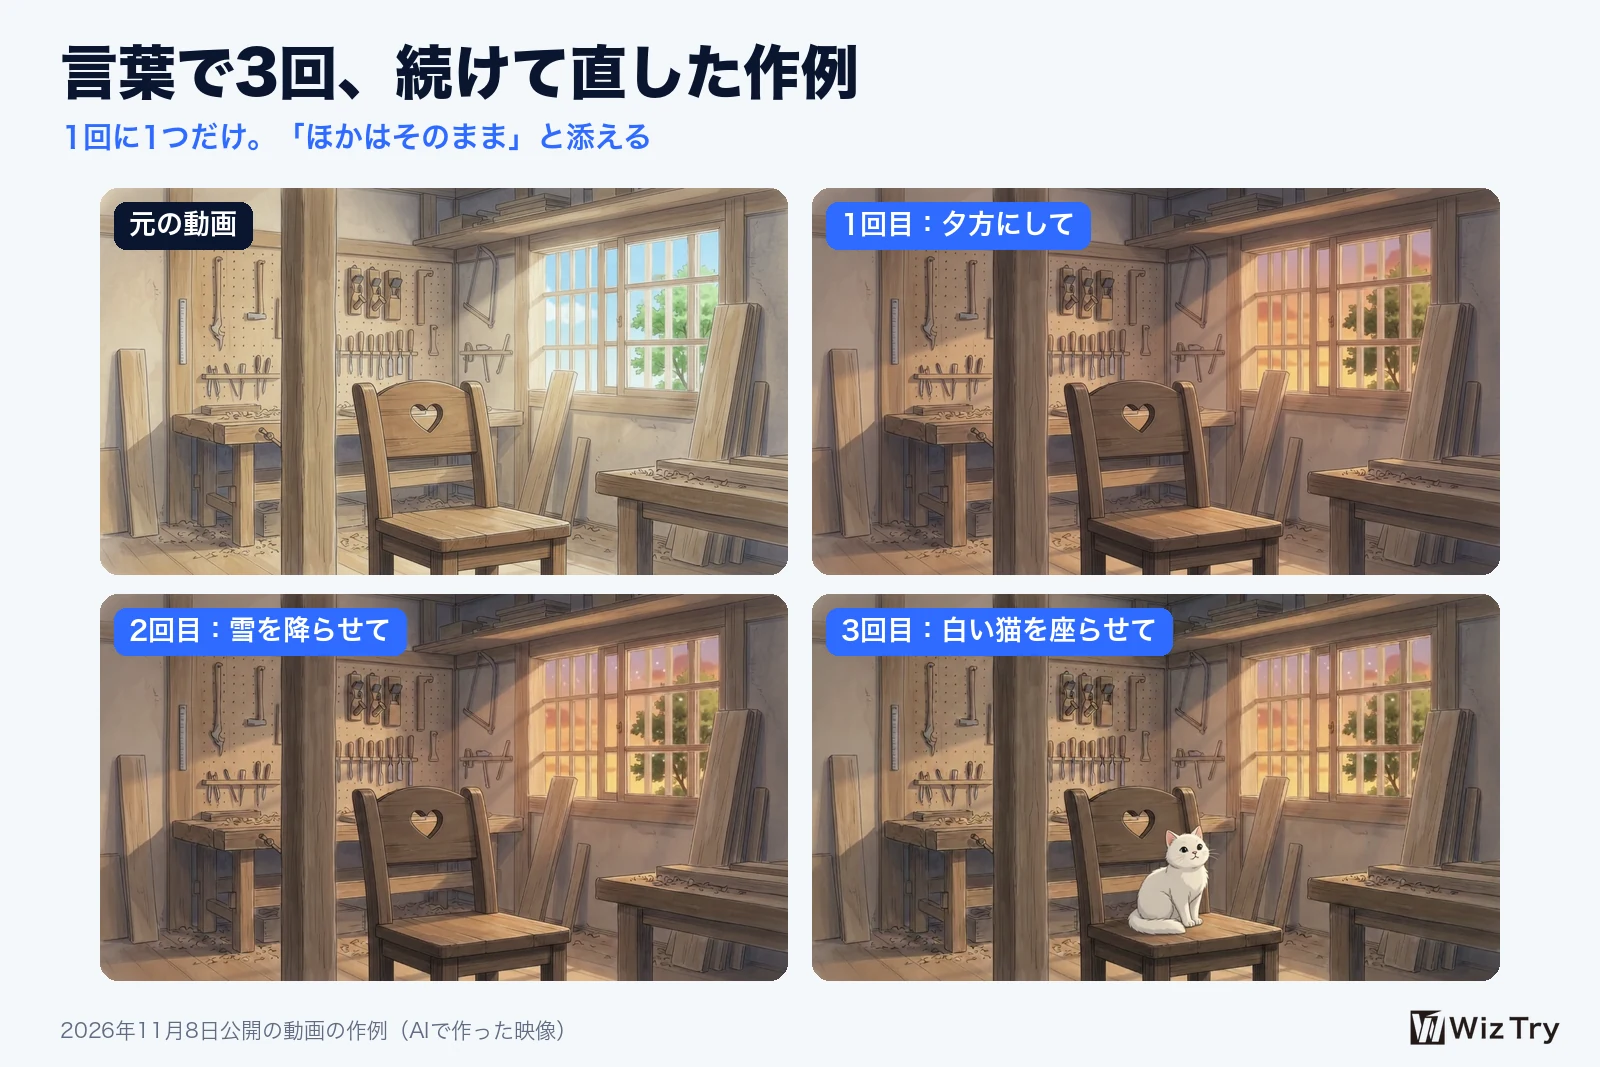 言葉で3回、続けて直した作例
1回に1つだけ。「ほかはそのまま」と添える
元の動画
1回目：夕方にして
2回目：雪を降らせて
3回目：白い猫を座らせて
2026年11月8日公開の動画の作例（AIで作った映像）
Wiz Try